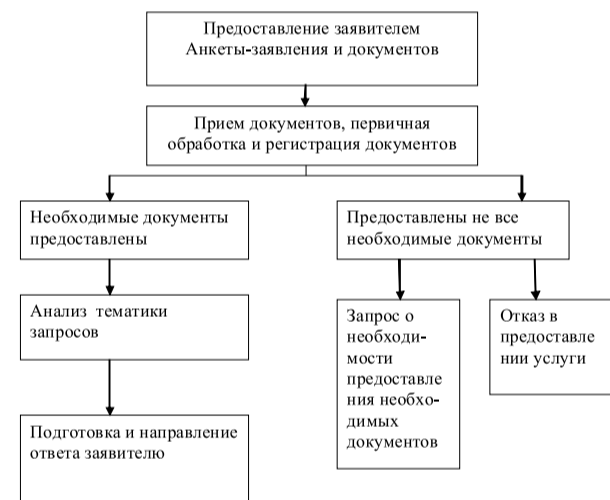 Предоставление заявителем
Анкеты-заявления и документов
Прием документов, первичная
обработка и регистрация документов
Необходимые документы
предоставлены
Предоставлены не все
необходимые документы
Анализ  тематики
запросов
Запрос о
необходи-
мости
предоставле
ния необхо-
димых
документов
Отказ в
предоставле
нии услуги
Подготовка и направление
ответа заявителю